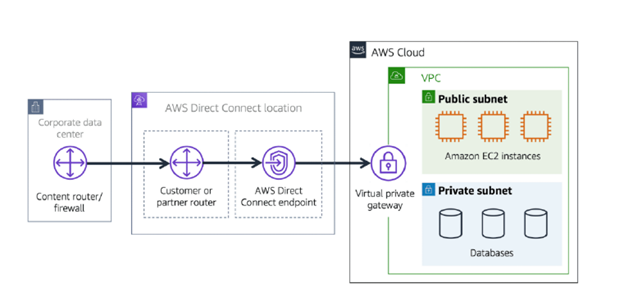 aws
AWS Cloud
VPC
Public subnet
Amazon EC2 instances
Private subnet
Databases
AWS Direct Connect location
Corporate data
center
Content router/
firewall
Customer or
partner router
AWS Direct
Connect endpoint
Virtual private
gateway